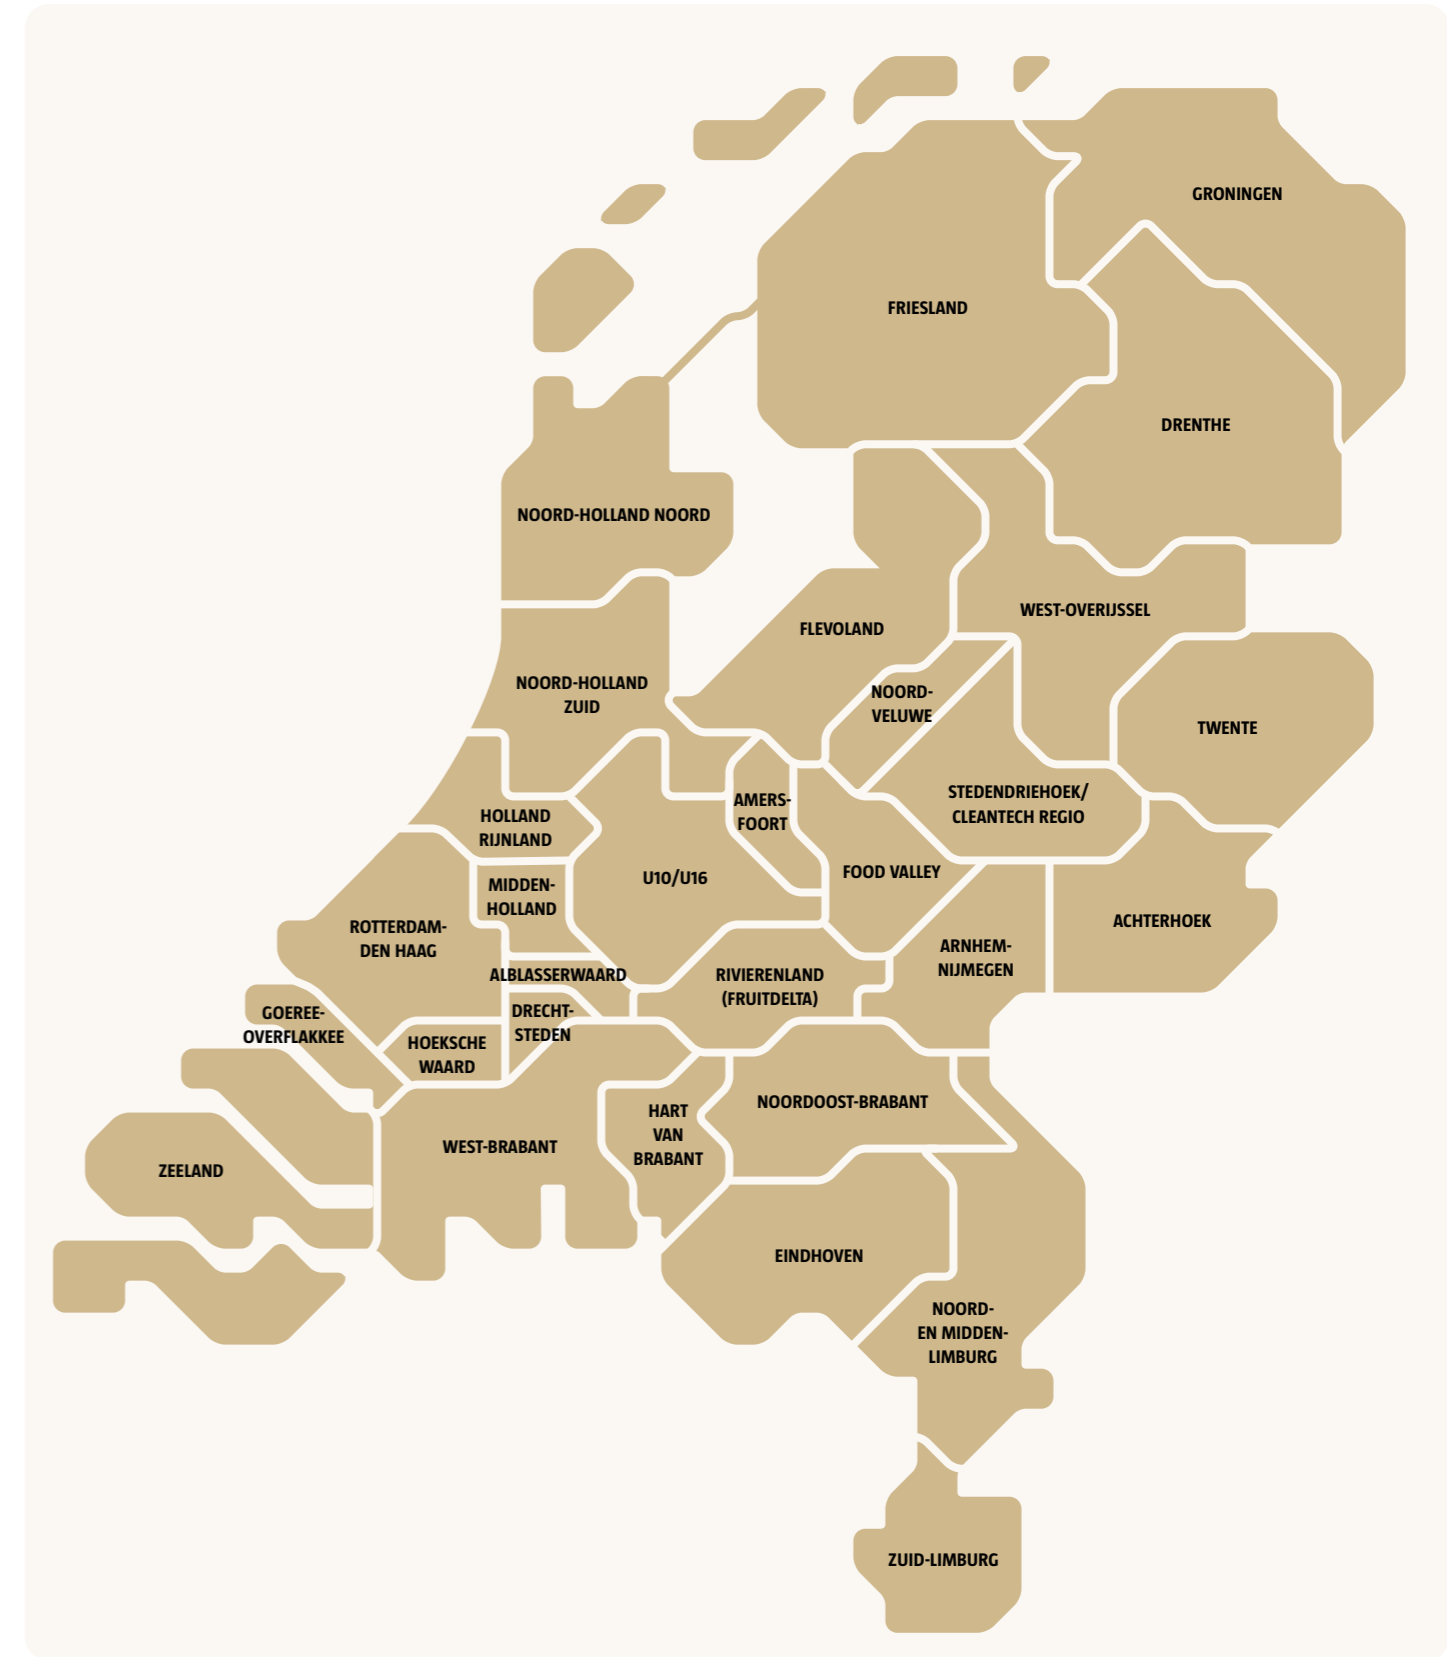 GRONINGEN
FRIESLAND
DRENTHE
NOORD-HOLLAND NOORD
WEST-OVERIJSSEL
FLEVOLAND
NOORD-HOLLAND
ZUID
NOORD-
VELUWE
TWENTE
STEDENDRIEHOEK/
CLEANTECH REGIO
AMERS-
FOORT
HOLLAND
RIJNLAND
FOOD VALLEY
U10/U16
MIDDEN-
HOLLAND
ACHTERHOEK
ROTTERDAM-
DEN HAAG
ARNHEM-
NIJMEGEN
ALBLASSERWAARD
RIVIERENLAND
(FRUITDELTA)
GOEREE-
OVERFLAKKEE
DRECHT-
STEDEN
HOEKSCHE
WAARD
NOORDOOST-BRABANT
HART
VAN
BRABANT
WEST-BRABANT
ZEELAND
EINDHOVEN
NOORD-
EN MIDDEN-
LIMBURG
ZUID-LIMBURG